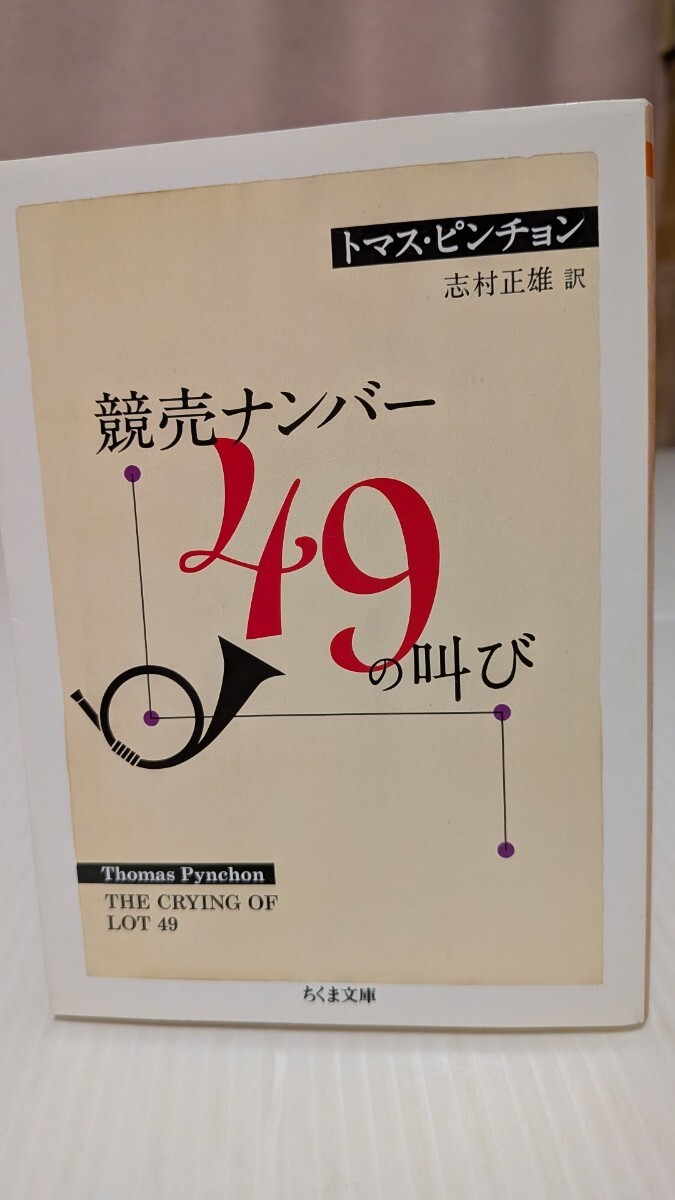 トマス・ピンチョン
志村正雄 訳
競売ナンバー
49
の叫び
Thomas Pynchon
THE CRYING OF
LOT 49
ちくま文庫